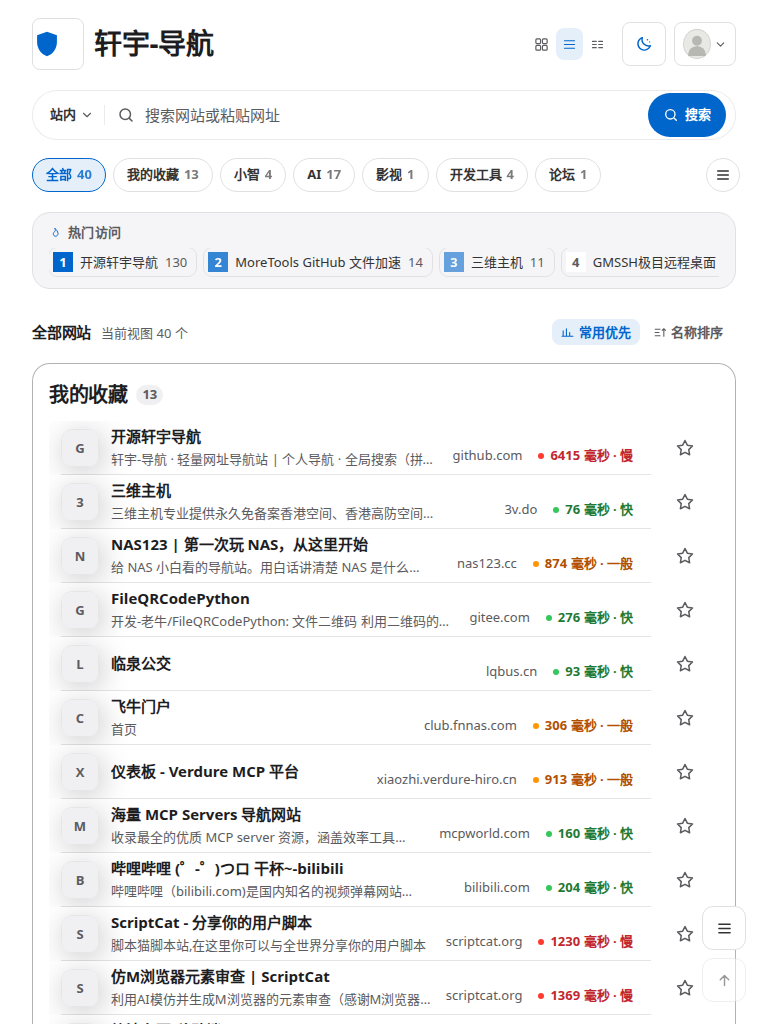 轩宇-导航
站内 搜索网站或粘贴网址 搜索
全部 40 我的收藏 13 小智 4 AI 17 影视 1 开发工具 4 论坛 1
热门访问
1 开源轩宇导航 130 2 MoreTools GitHub 文件加速 14 3 三维主机 11 4 GMSSH极目远程桌面
全部网站 当前视图 40 个 常用优先 名称排序
我的收藏 13
G 开源轩宇导航
轩宇-导航 · 轻量网址导航站 | 个人导航 · 全局搜索（拼... github.com 6415 毫秒 · 慢
3 三维主机
三维主机专业提供永久免备案香港空间、香港高防空间... 3v.do 76 毫秒 · 快
N NAS123 | 第一次玩 NAS，从这里开始
给 NAS 小白看的导航站。用白话讲清楚 NAS 是什么... nas123.cc 874 毫秒 · 一般
G FileQRCodePython
开发-老牛/FileQRCodePython: 文件二维码 利用二维码的... gitee.com 276 毫秒 · 快
L 临泉公交 lqbus.cn 93 毫秒 · 快
C 飞牛门户
首页 club.fnnas.com 306 毫秒 · 一般
X 仪表板 - Verdure MCP 平台 xiaozhi.verdure-hiro.cn 913 毫秒 · 一般
M 海量 MCP Servers 导航网站
收录最全的优质 MCP server 资源，涵盖效率工具... mcpworld.com 160 毫秒 · 快
B 哔哩哔哩 (゜-゜)つロ 干杯~-bilibili
哔哩哔哩（bilibili.com)是国内知名的视频弹幕网站... bilibili.com 204 毫秒 · 快
S ScriptCat - 分享你的用户脚本
脚本猫脚本站,在这里你可以与全世界分享你的用户脚本 scriptcat.org 1230 毫秒 · 慢
S 仿M浏览器元素审查 | ScriptCat
利用AI模仿并生成M浏览器的元素审查（感谢M浏览器... scriptcat.org 1369 毫秒 · 慢